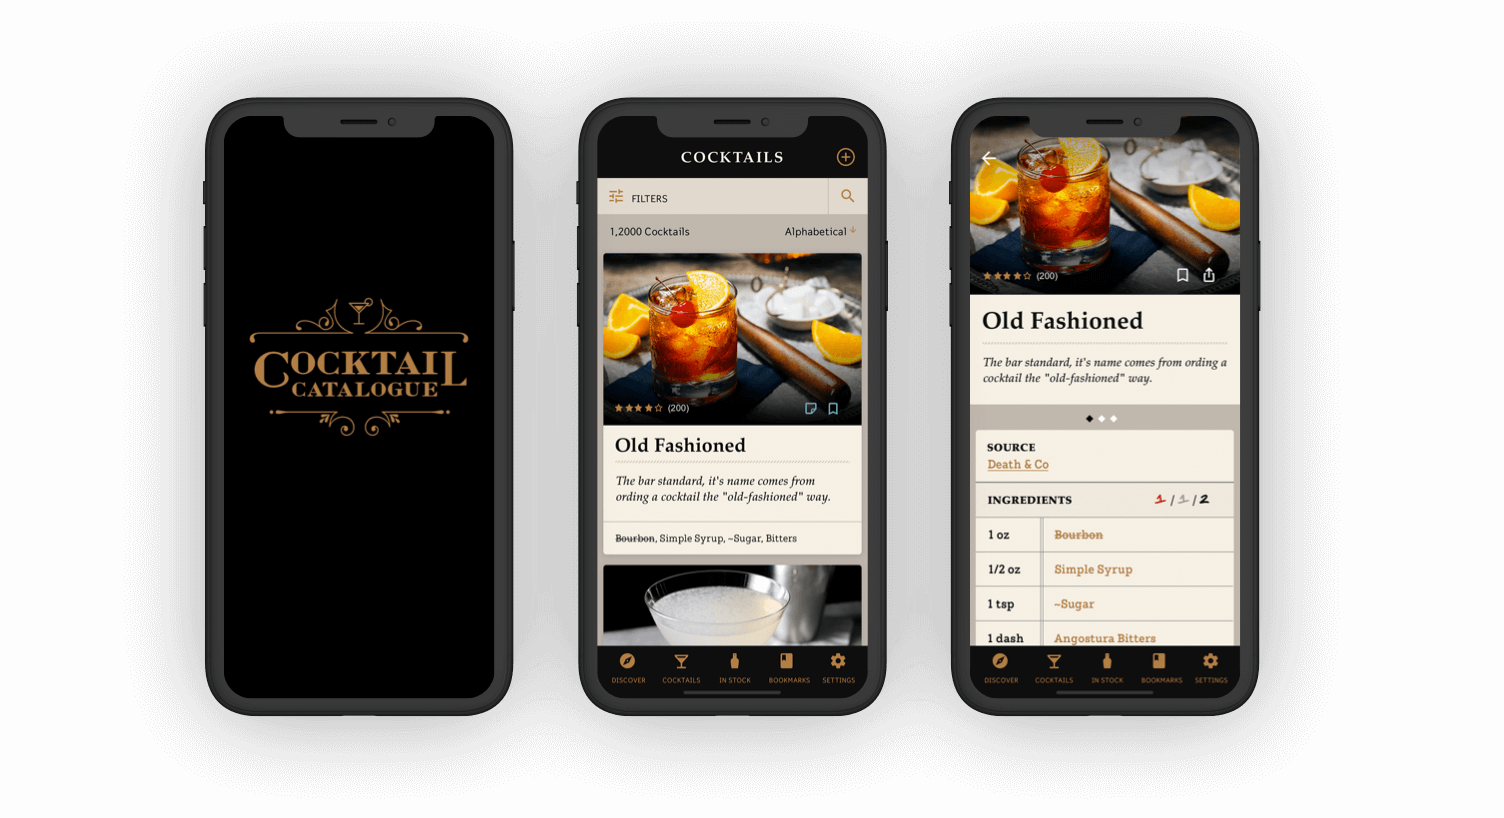 COCKTAIL
CATALOGUE
COCKTAILS
FILTERS
1,2000 Cocktails
Alphabetical
(200)
Old Fashioned
The bar standard, it's name comes from
ording a cocktail the "old-fashioned" way.
Bourbon, Simple Syrup, ~Sugar, Bitters
DISCOVER
COCKTAILS
IN STOCK
BOOKMARKS
SETTINGS
(200)
Old Fashioned
The bar standard, it's name comes from ording a
cocktail the "old-fashioned" way.
SOURCE
Death & Co
INGREDIENTS 1 / 1 / 2
1 oz Bourbon
1/2 oz Simple Syrup
1 tsp ~Sugar
1 dash Angostura Bitters
DISCOVER
COCKTAILS
IN STOCK
BOOKMARKS
SETTINGS